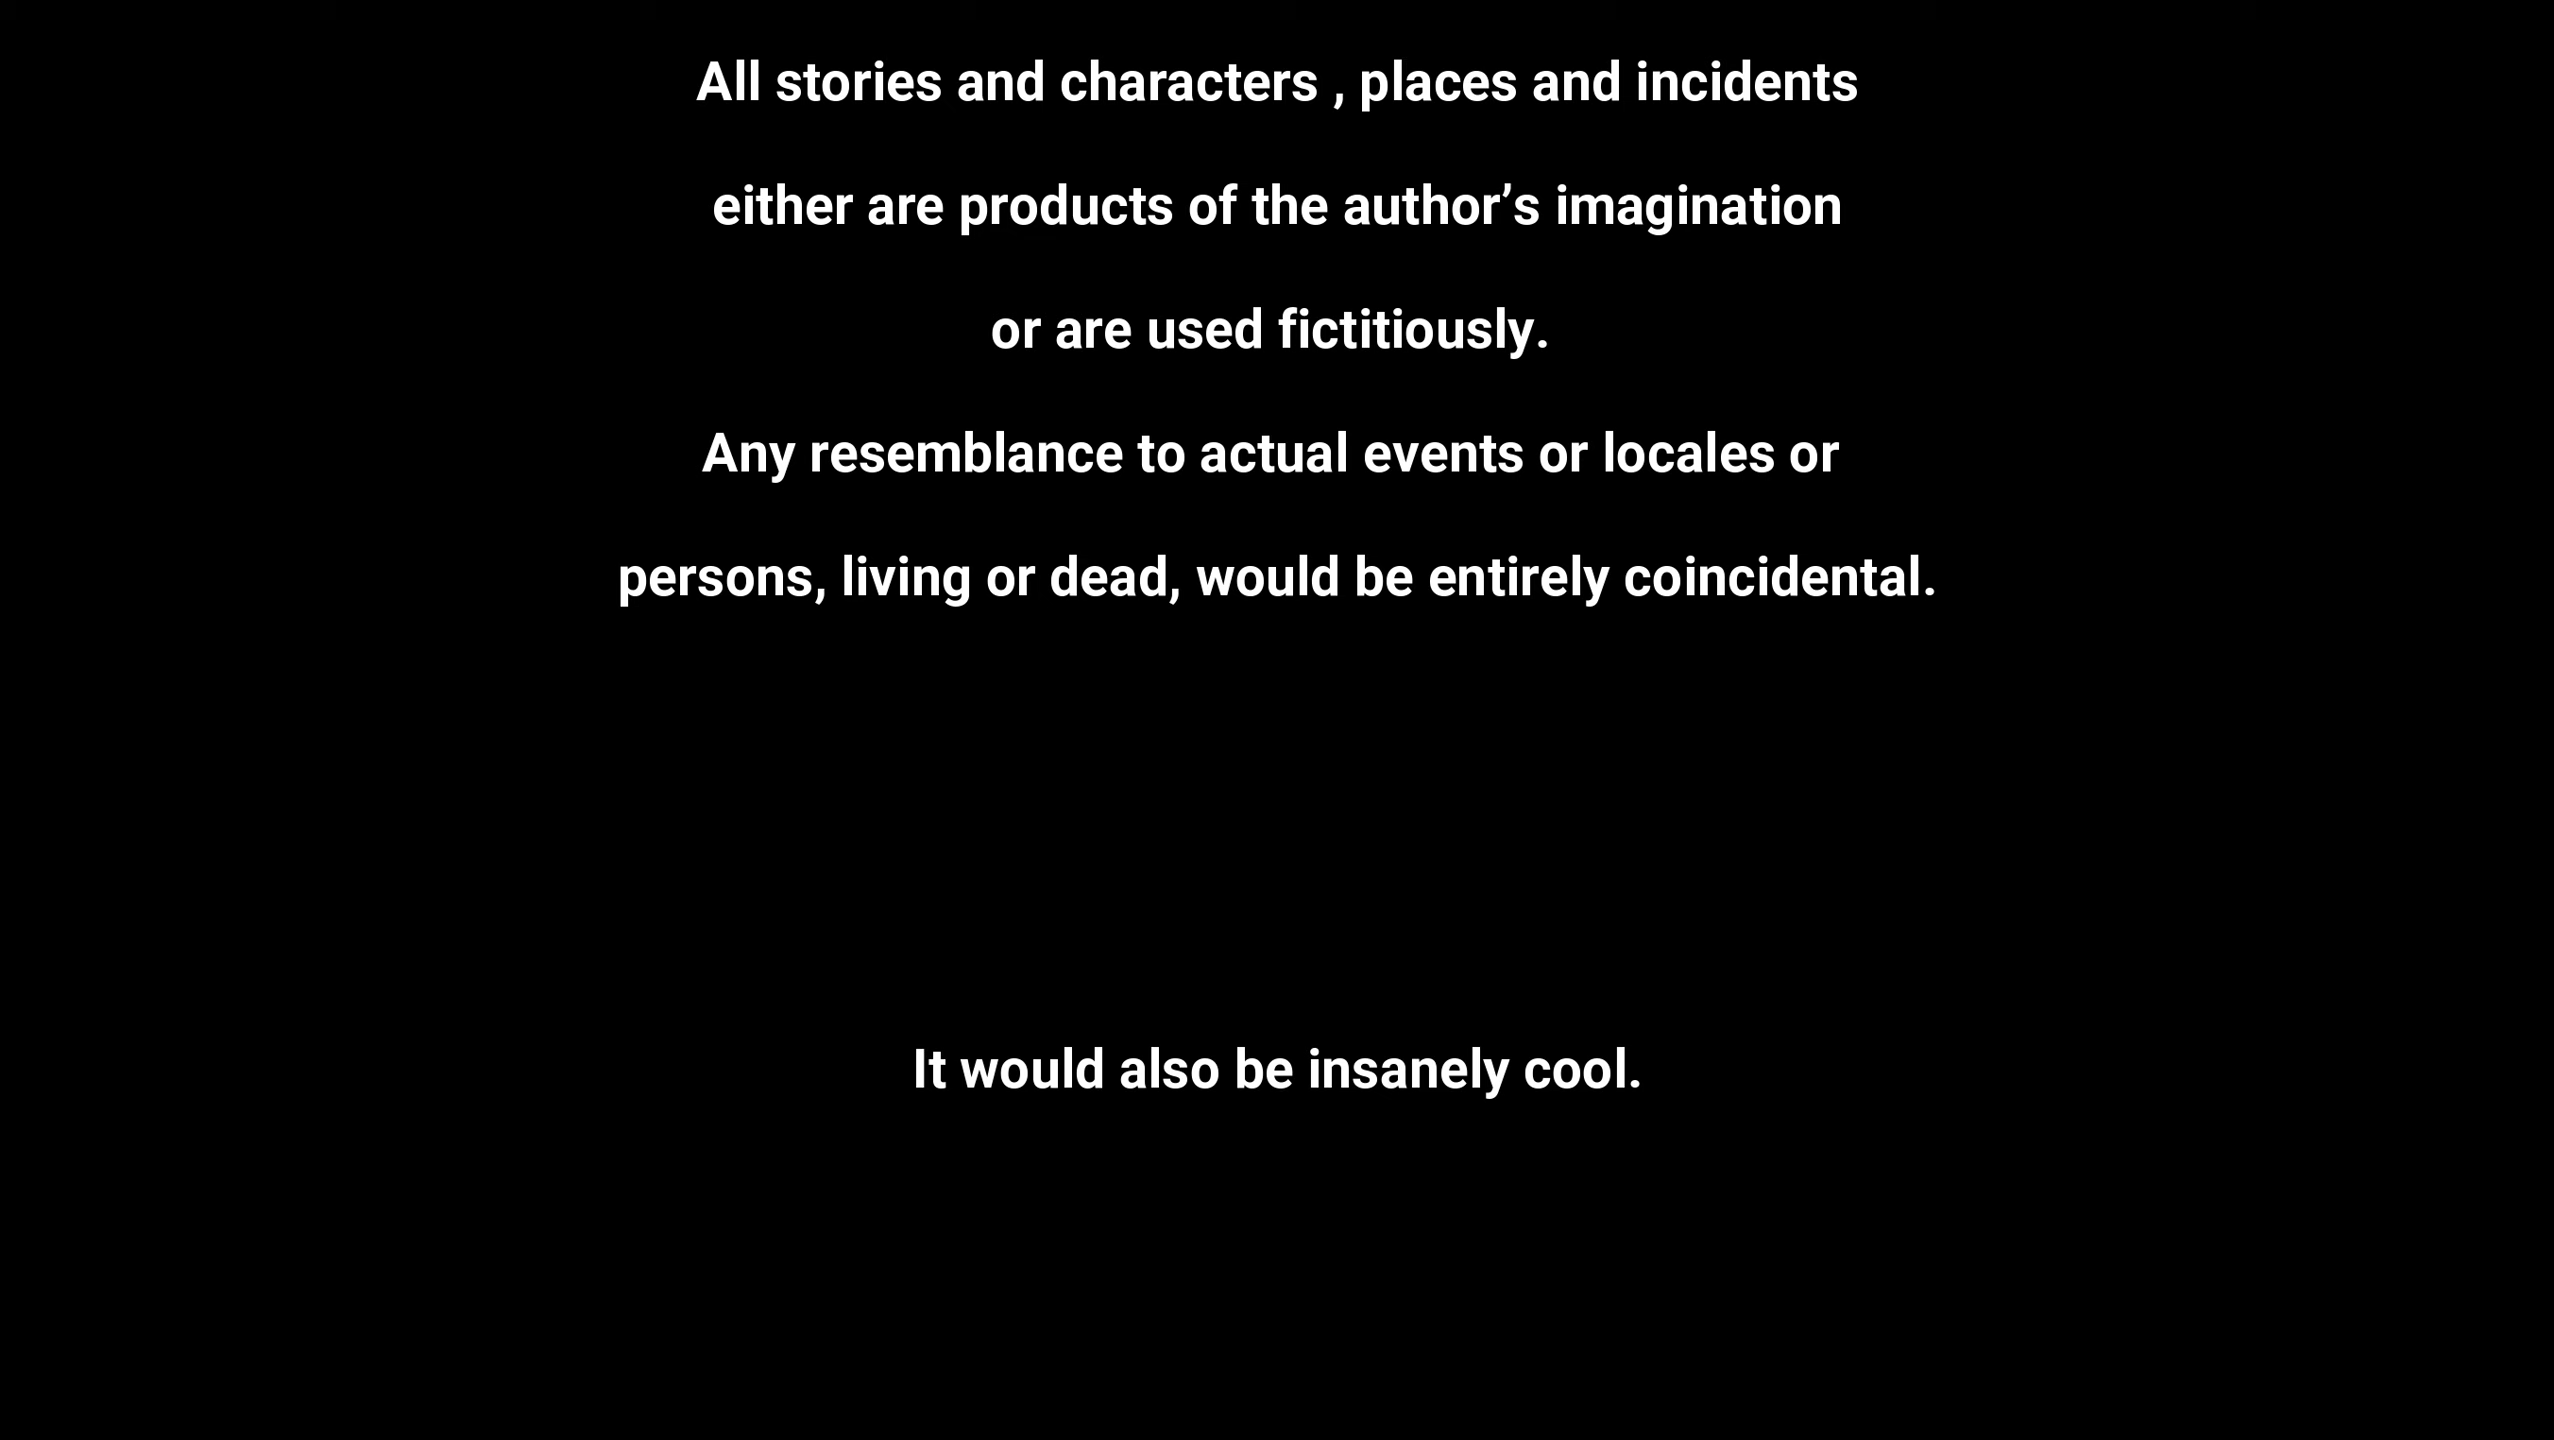 All stories and characters , places and incidents
either are products of the author’s imagination
or are used fictitiously.
Any resemblance to actual events or locales or
persons, living or dead, would be entirely coincidental.
It would also be insanely cool.